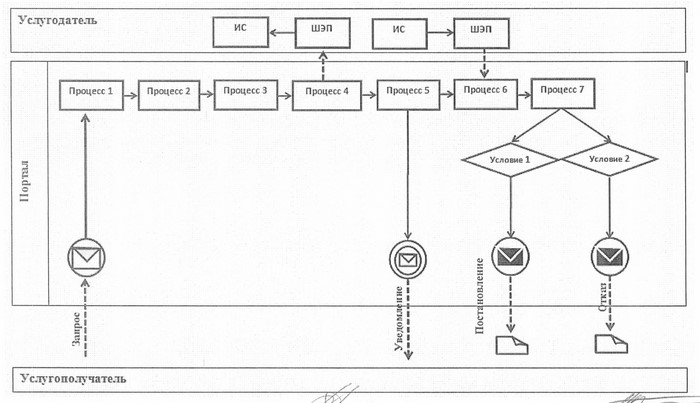 Услугодатель
ИС
ШЭП
ИС
ШЭП
Портал
Процесс 1
Процесс 2
Процесс 3
Процесс 4
Процесс 5
Процесс 6
Процесс 7
Условие 1
Условие 2
Запрос
Уведомление
Постановление
Отказ
Услугополучатель